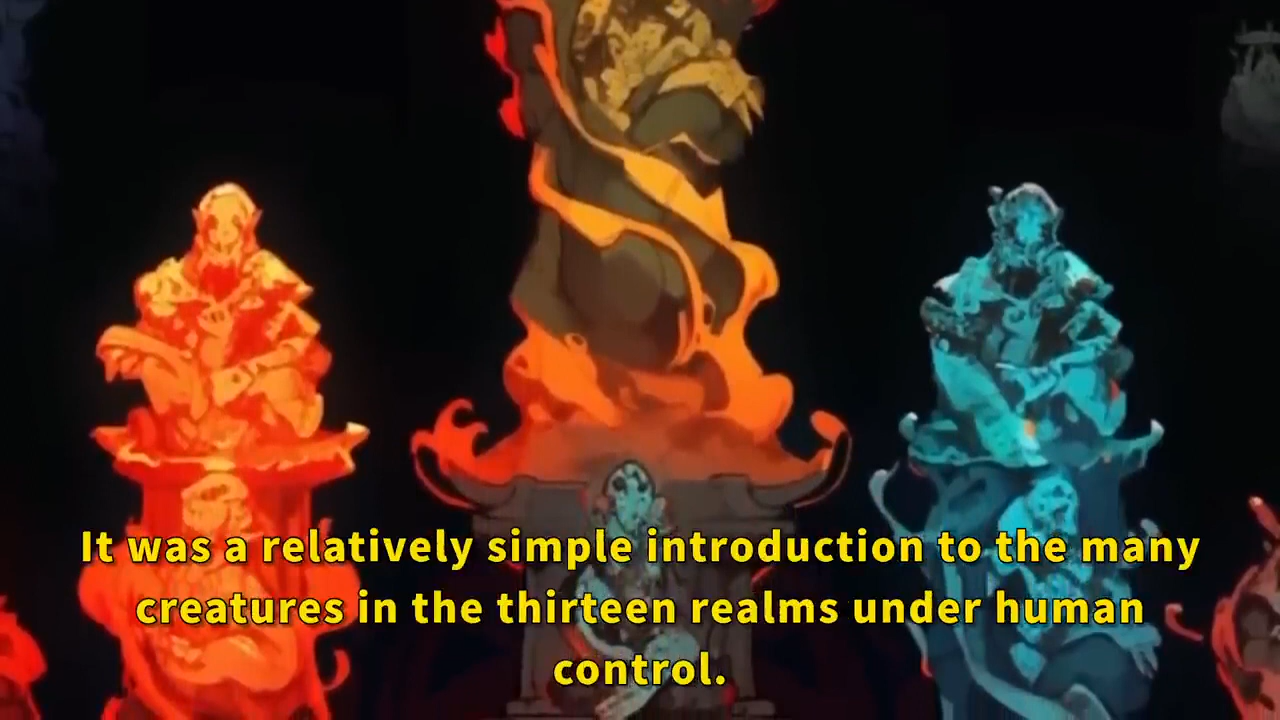 It was a relatively simple introduction to the many
creatures in the thirteen realms under human
control.